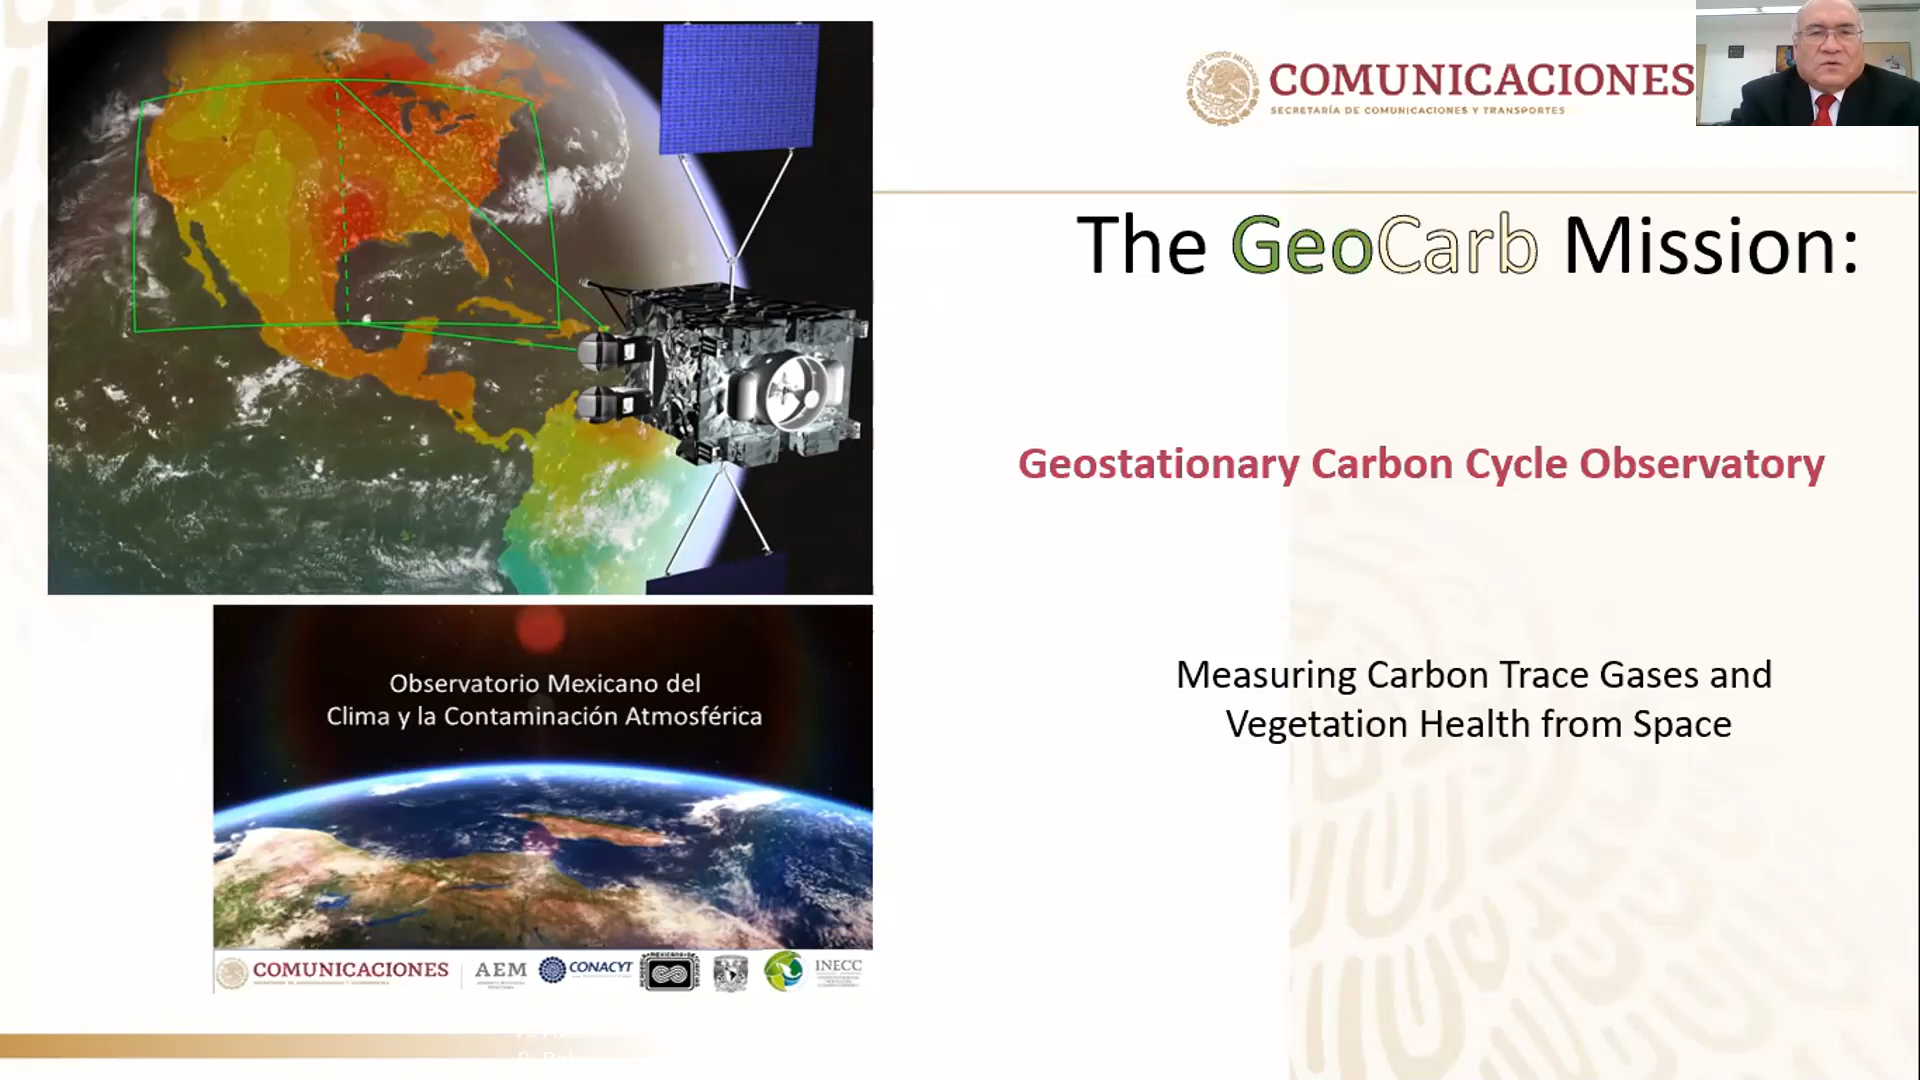 COMUNICACIONES
SECRETARÍA DE COMUNICACIONES Y TRANSPORTES
The GeoCarb Mission:
Geostationary Carbon Cycle Observatory
Measuring Carbon Trace Gases and
Vegetation Health from Space
Observatorio Mexicano del
Clima y la Contaminación Atmosférica
COMUNICACIONES
AEM
CONACYT
INECC